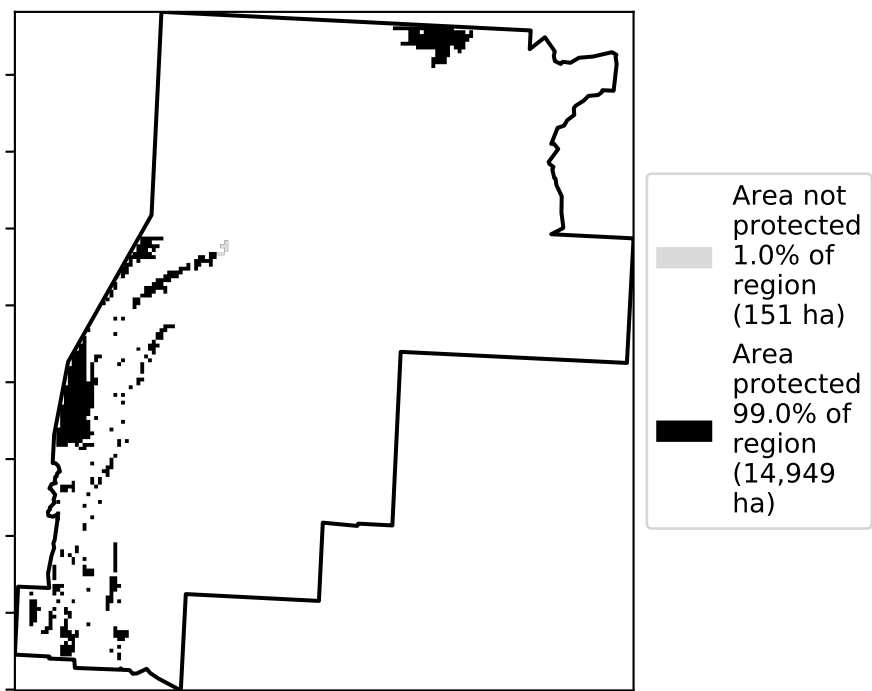 Area not
protected
1.0% of
region
(151 ha)
Area
protected
99.0% of
region
(14,949
ha)